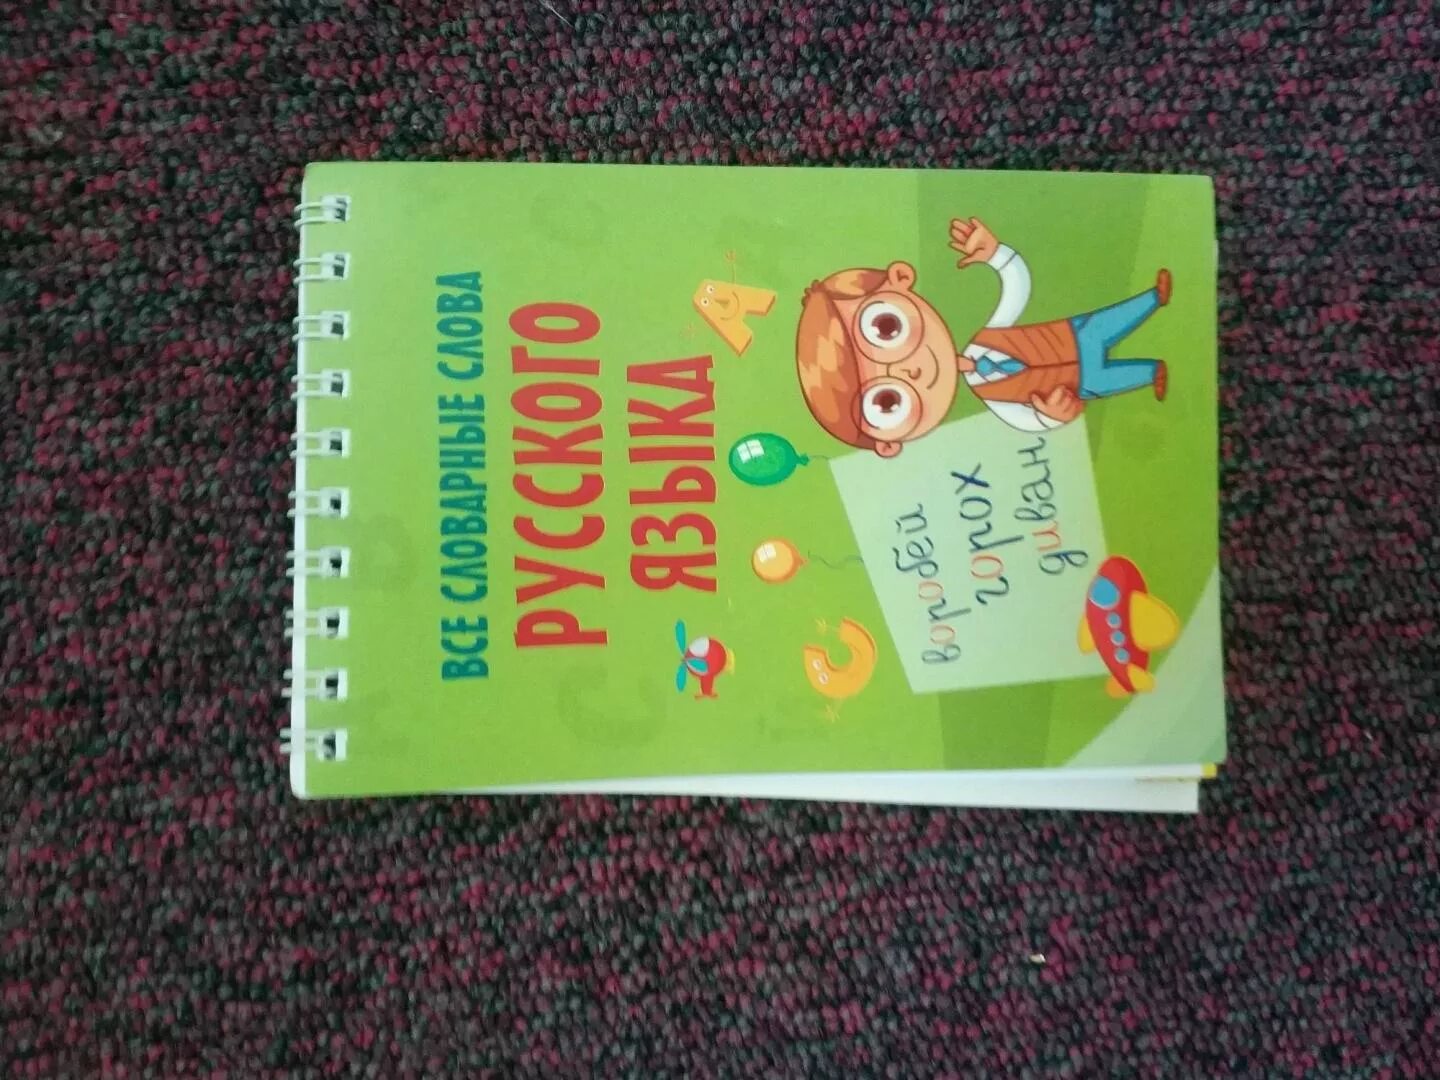 ВСЕ СЛОВАРНЫЕ СЛОВА
РУССКОГО
ЯЗЫКА
воробей
горох
диван